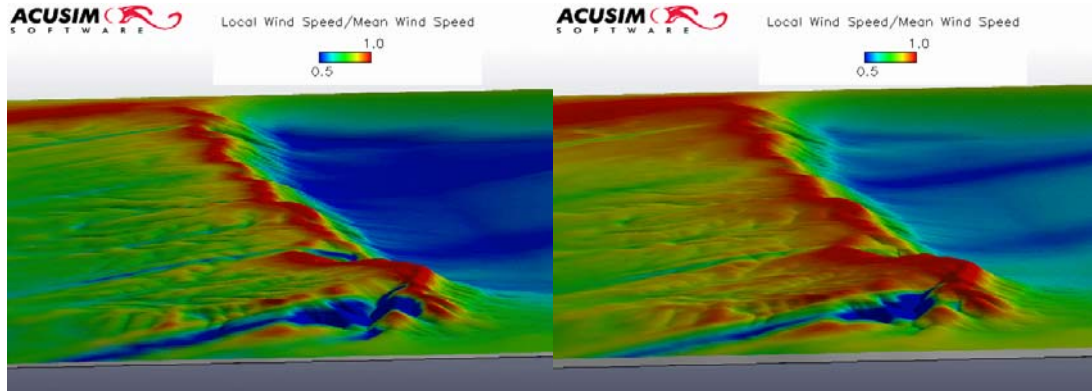 ACUSIM
SOFTWARE
Local Wind Speed/Mean Wind Speed
1.0
0.5
ACUSIM
SOFTWARE
Local Wind Speed/Mean Wind Speed
1.0
0.5